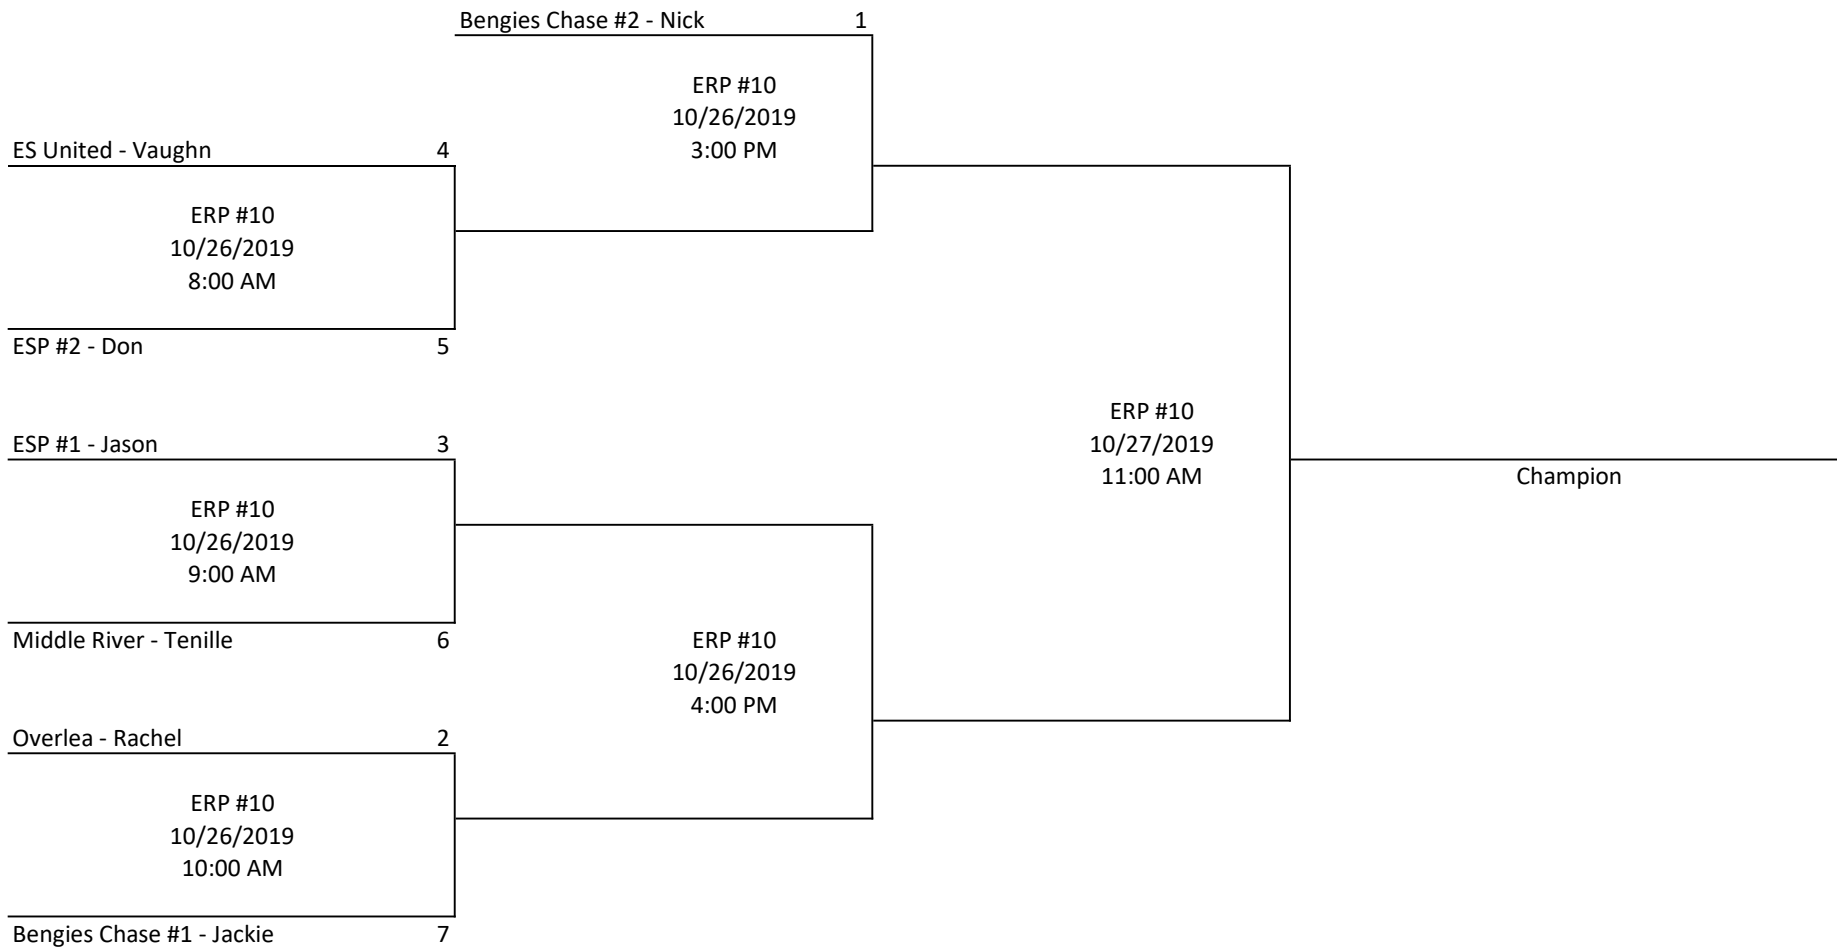 Bengies Chase #2 - Nick 1
ERP #10
10/26/2019
3:00 PM
ES United - Vaughn 4
ERP #10
10/26/2019
8:00 AM
ESP #2 - Don 5
ERP #10
10/27/2019
11:00 AM
Champion
ESP #1 - Jason 3
ERP #10
10/26/2019
9:00 AM
Middle River - Tenille 6
ERP #10
10/26/2019
4:00 PM
Overlea - Rachel 2
ERP #10
10/26/2019
10:00 AM
Bengies Chase #1 - Jackie 7